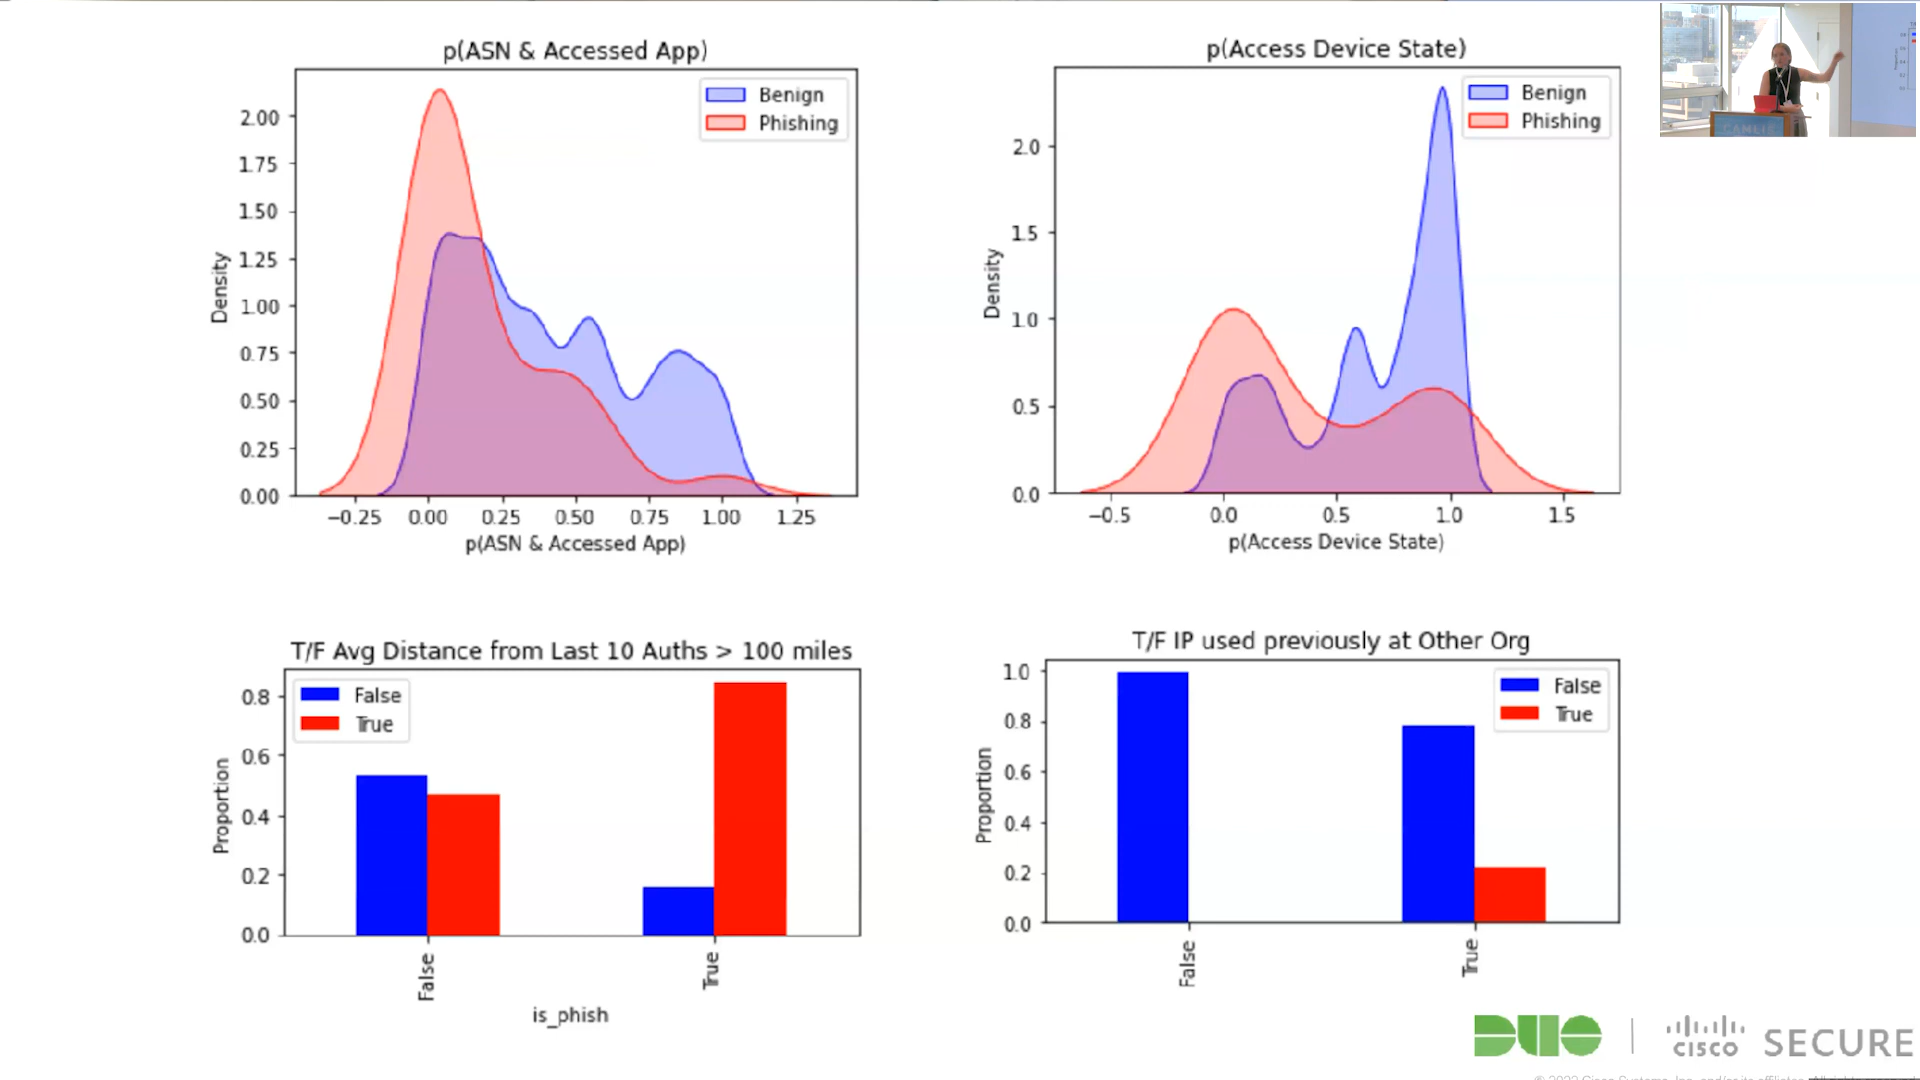 p(ASN & Accessed App)
Benign
Phishing
2.00
1.75
1.50
1.25
1.00
0.75
0.50
0.25
0.00
Density
−0.25 0.00 0.25 0.50 0.75 1.00 1.25
p(ASN & Accessed App)
p(Access Device State)
Benign
Phishing
2.0
1.5
1.0
0.5
0.0
Density
−0.5 0.0 0.5 1.0 1.5
p(Access Device State)
CAMLIS
T/F Avg Distance from Last 10 Auths > 100 miles
False
True
0.8
0.6
0.4
0.2
0.0
Proportion
False True
is_phish
T/F IP used previously at Other Org
False
True
1.0
0.8
0.6
0.4
0.2
0.0
Proportion
False True
DUO
CISCO SECURE